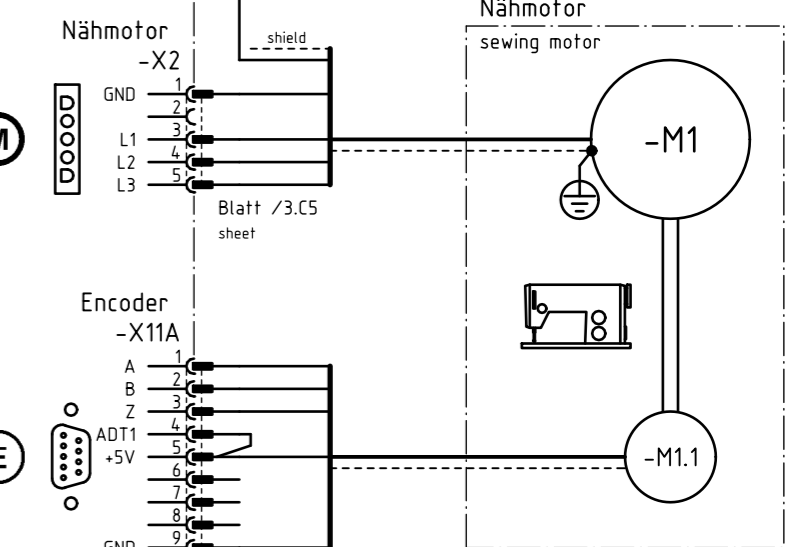 Nähmotor
sewing motor
Nähmotor
-X2
shield
GND 1
2
L1 3
L2 4
L3 5
Blatt /3.C5
sheet
-M1
Encoder
-X11A
A 1
B 2
Z 3
ADT1 4
+5V 5
6
7
8
9
-M1.1
M
E
GND